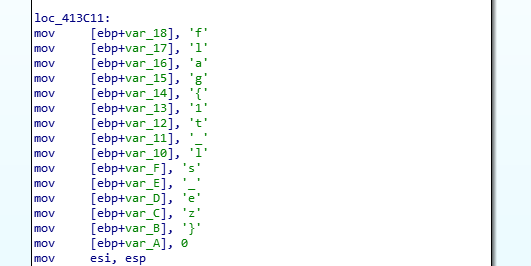 loc_413C11:
mov [ebp+var_18], 'f'
mov [ebp+var_17], 'l'
mov [ebp+var_16], 'a'
mov [ebp+var_15], 'g'
mov [ebp+var_14], '{'
mov [ebp+var_13], '1'
mov [ebp+var_12], 't'
mov [ebp+var_11], '_'
mov [ebp+var_10], 'l'
mov [ebp+var_F], 's'
mov [ebp+var_E], '_'
mov [ebp+var_D], 'e'
mov [ebp+var_C], 'z'
mov [ebp+var_B], '}'
mov [ebp+var_A], 0
mov esi, esp